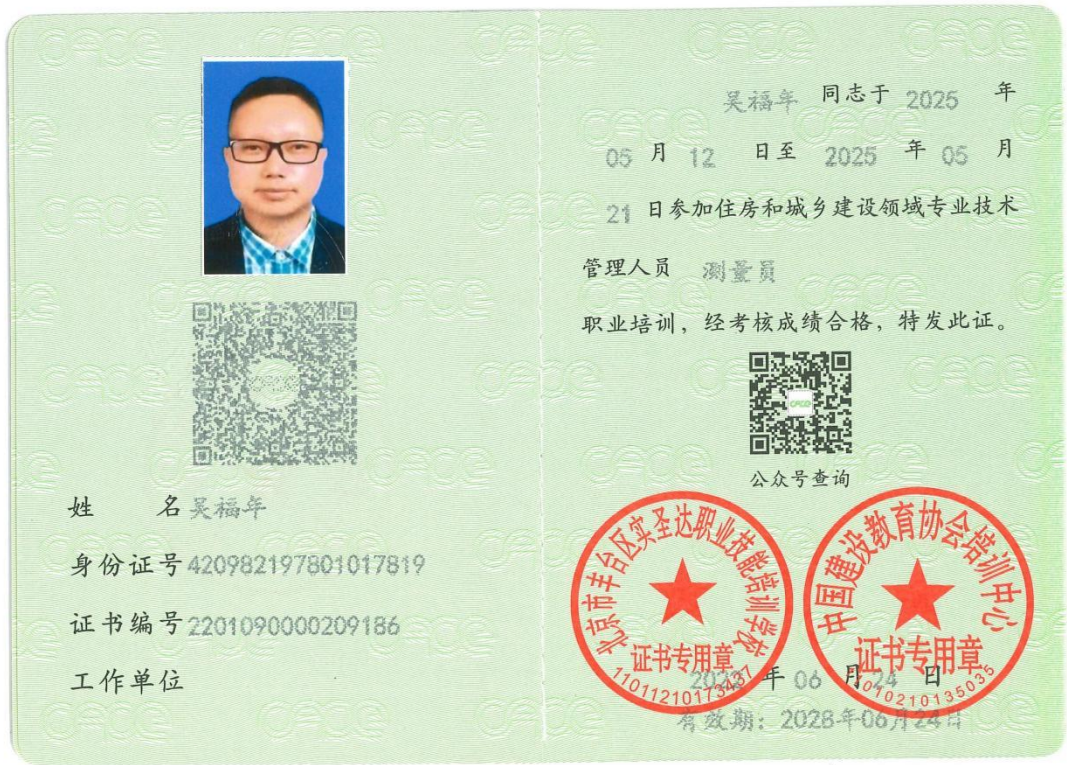 姓 名 吴福年
身份证号 420982197801017819
证书编号 2201090000209186
工作单位
吴福年 同志于 2025 年
05 月 12 日至 2025 年 05 月
21 日参加住房和城乡建设领域专业技术
管理人员 测量员
职业培训，经考核成绩合格，特发此证。
公众号查询
北京市丰台区实圣达职业技能培训学校
证书专用章
11011210173437
中国建设教育协会培训中心
证书专用章
年 06 月 24 日
有效期：2028年06月24日